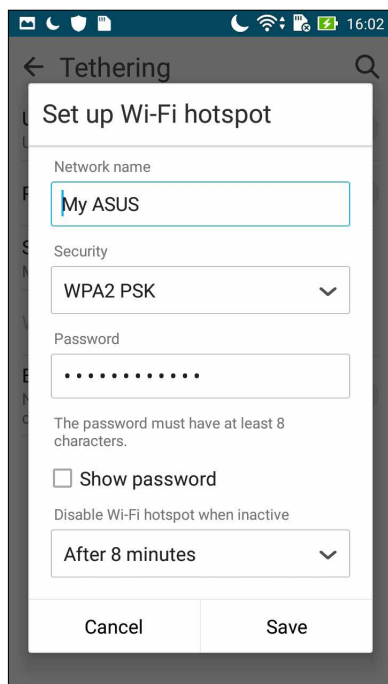 16:02
Tethering
Set up Wi-Fi hotspot
Network name
My ASUS
Security
WPA2 PSK
Password
••••••••••••
The password must have at least 8
characters.
Show password
Disable Wi-Fi hotspot when inactive
After 8 minutes
Cancel
Save